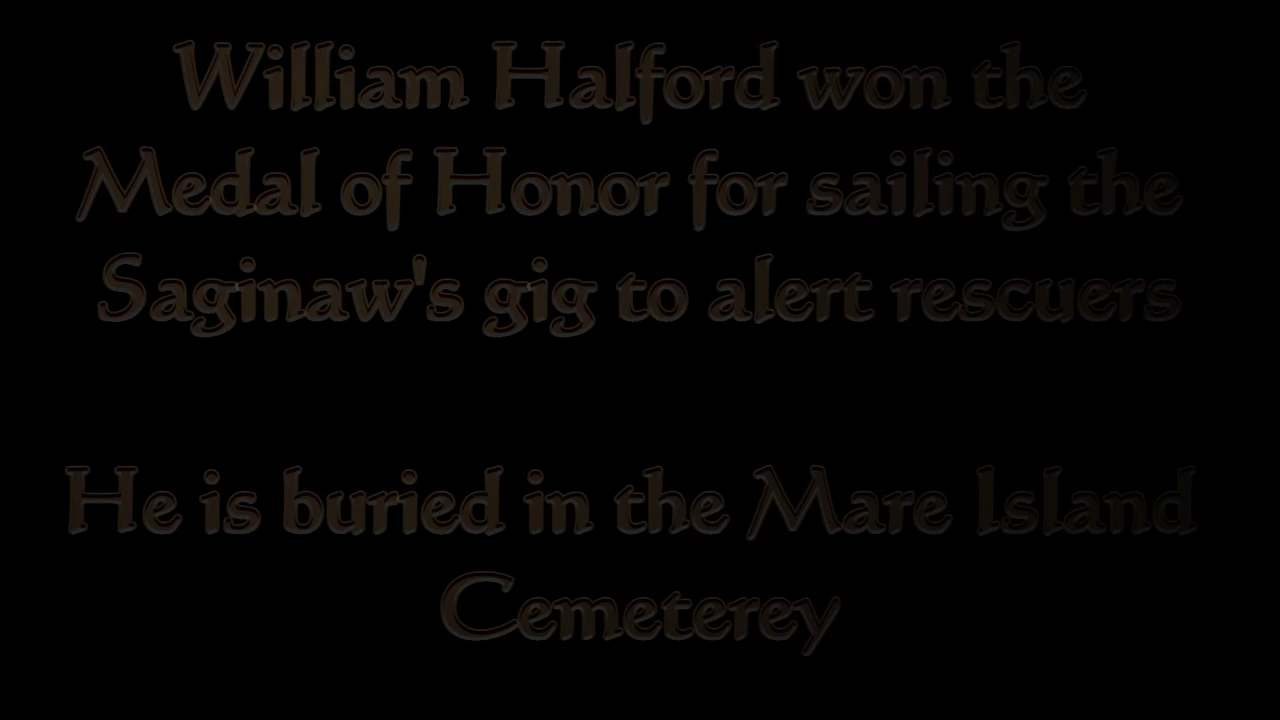 William Halford won the
Medal of Honor for sailing the
Saginaw's gig to alert rescuers
He is buried in the Mare Island
Cemeterey